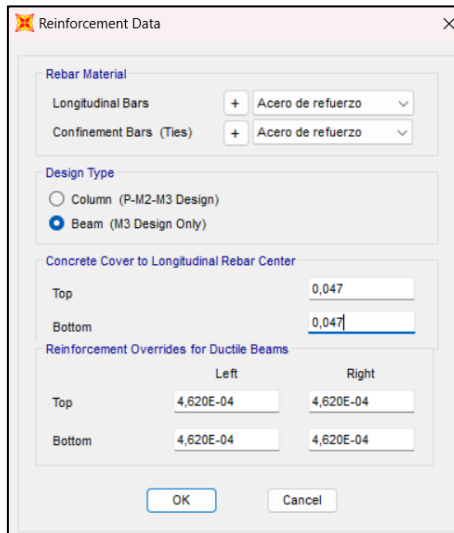 Reinforcement Data
Rebar Material
Longitudinal Bars + Acero de refuerzo
Confinement Bars (Ties) + Acero de refuerzo
Design Type
Column (P-M2-M3 Design)
Beam (M3 Design Only)
Concrete Cover to Longitudinal Rebar Center
Top 0,047
Bottom 0,047
Reinforcement Overrides for Ductile Beams
Left Right
Top 4,620E-04 4,620E-04
Bottom 4,620E-04 4,620E-04
OK Cancel